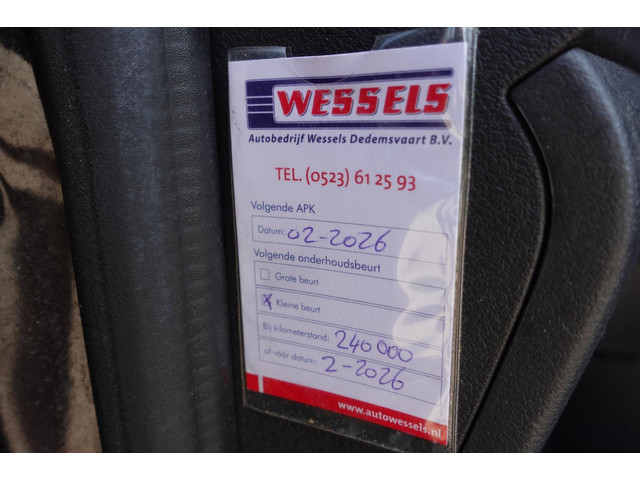 WESSELS
Autobedrijf Wessels Dedemsvaart B.V.
TEL. (0523) 61 25 93
Volgende APK
Datum: 02-2026
Volgende onderhoudsbeurt
Grote beurt
Kleine beurt
Bij kilometerstand: 240 000
of vóór datum: 2-2026
www.autowessels.nl